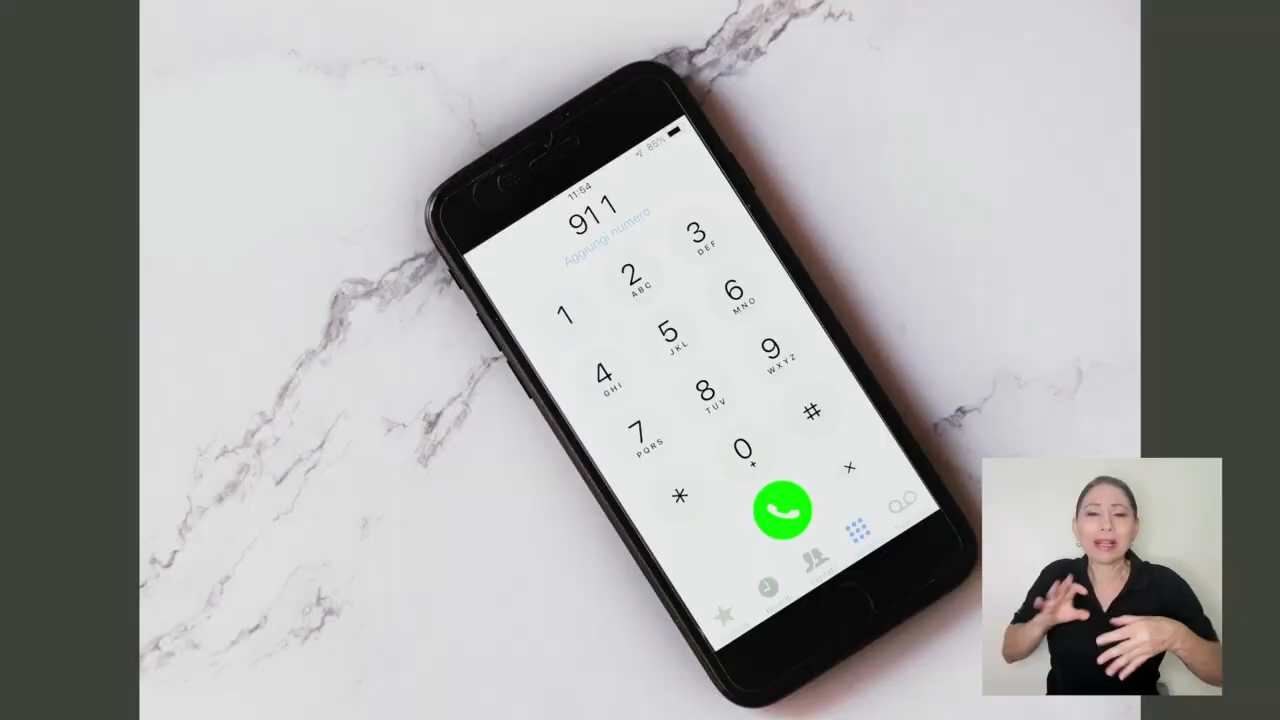 85%
11:54
911
Aggiungi numero
1
2 ABC
3 DEF
4 GHI
5 JKL
6 MNO
7 PQRS
8 TUV
9 WXYZ
*
0 +
#
×